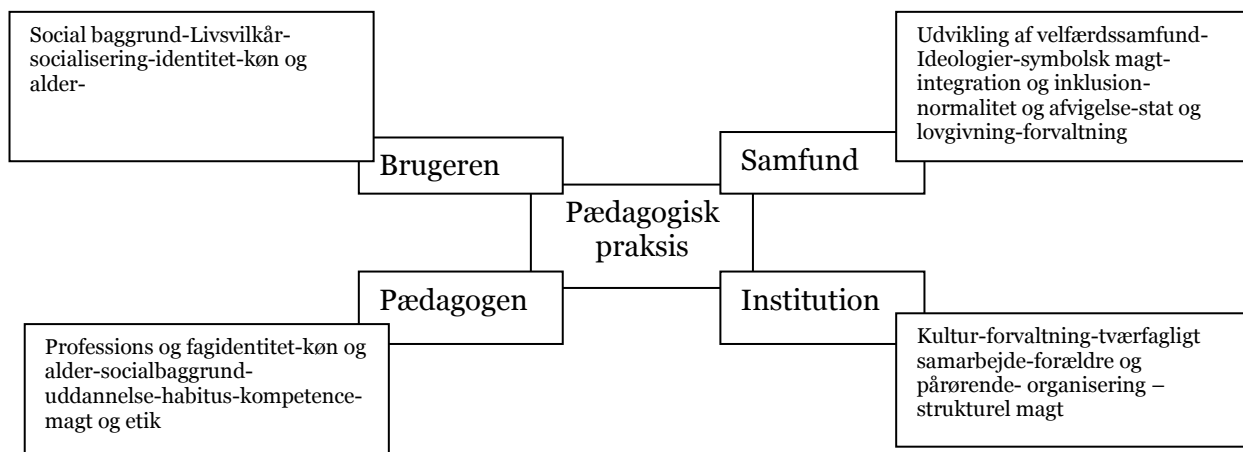 Social baggrund-Livsvilkår-
socialisering-identitet-køn og
alder-
Udvikling af velfærdssamfund-
Ideologier-symbolsk magt-
integration og inklusion-
normalitet og afvigelse-stat og
lovgivning-forvaltning
Brugeren
Samfund
Pædagogisk
praksis
Pædagogen
Institution
Professions og fagidentitet-køn og
alder-socialbaggrund-
uddannelse-habitus-kompetence-
magt og etik
Kultur-forvaltning-tværfagligt
samarbejde-forældre og
pårørende- organisering –
strukturel magt